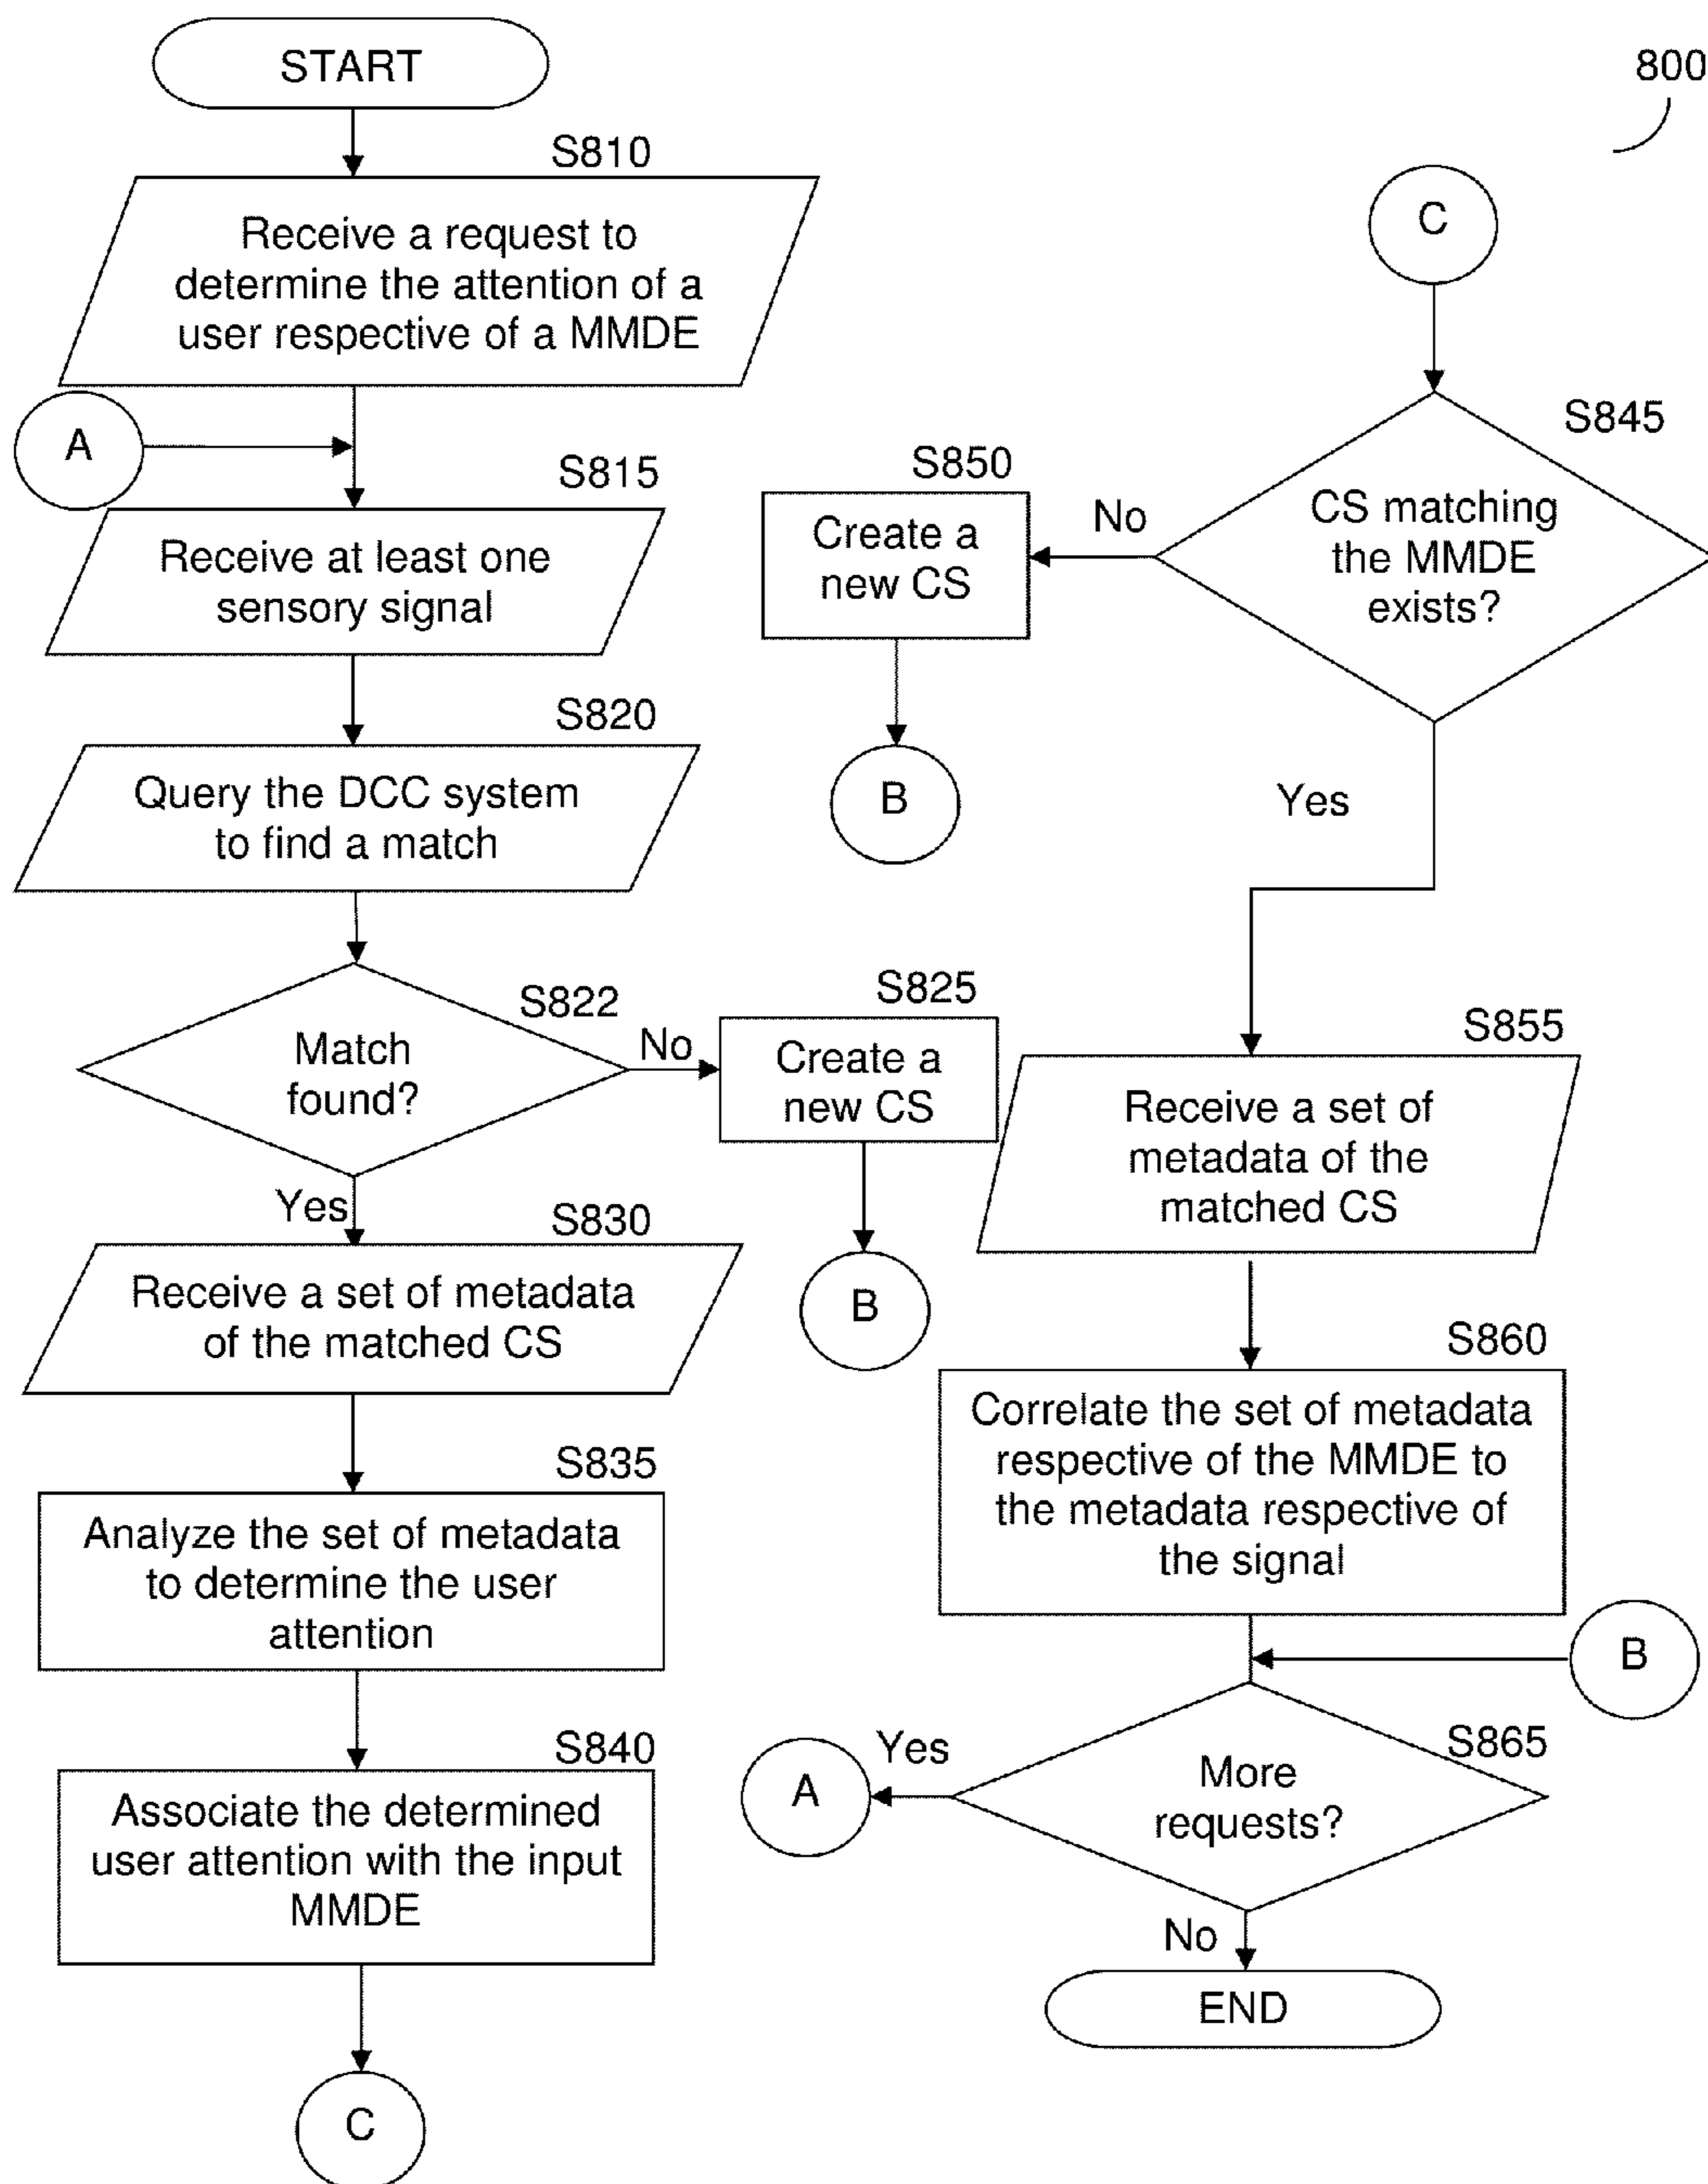 START
S810
Receive a request to
determine the attention of a
user respective of a MMDE
A
S815
Receive at least one
sensory signal
S820
Query the DCC system
to find a match
S822
Match
found?
No
S825
Create a
new CS
B
Yes
S830
Receive a set of metadata
of the matched CS
S835
Analyze the set of metadata
to determine the user
attention
S840
Associate the determined
user attention with the input
MMDE
C
800
C
S845
CS matching
the MMDE
exists?
No
S850
Create a
new CS
B
Yes
S855
Receive a set of
metadata of the
matched CS
S860
Correlate the set of metadata
respective of the MMDE to
the metadata respective of
the signal
B
S865
More
requests?
Yes
A
No
END